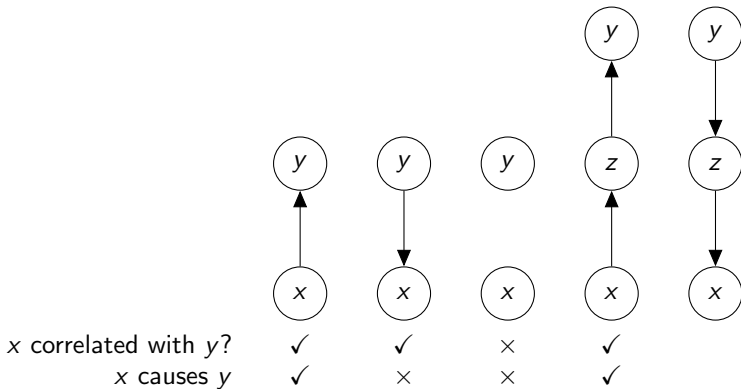 y y
y y y z z
x x x x x
x correlated with y? ✓ ✓ × ✓
x causes y ✓ × × ✓